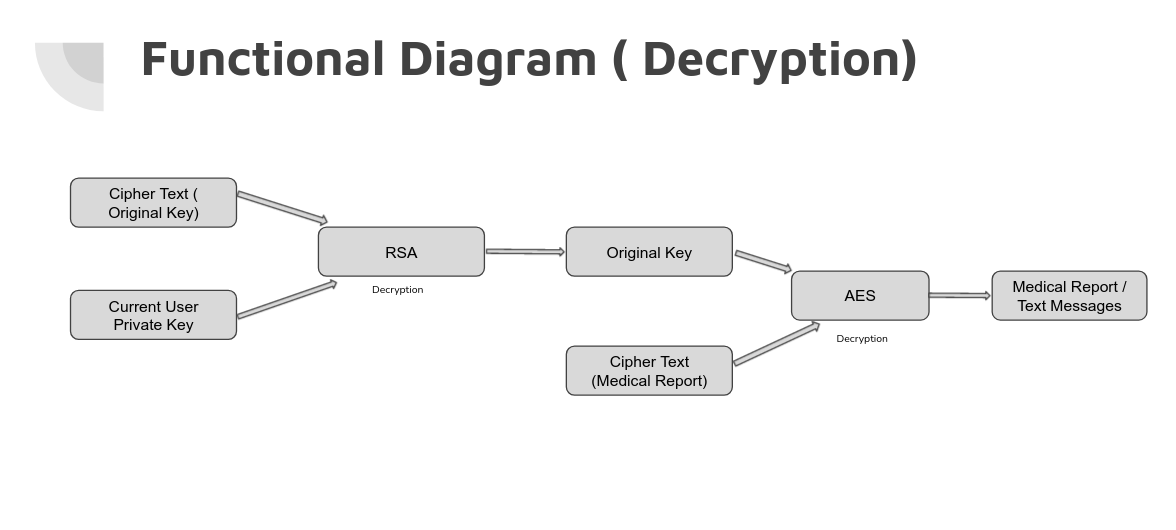 Functional Diagram ( Decryption)
Cipher Text (
Original Key)
Current User
Private Key
RSA
Decryption
Original Key
Cipher Text
(Medical Report)
AES
Decryption
Medical Report /
Text Messages